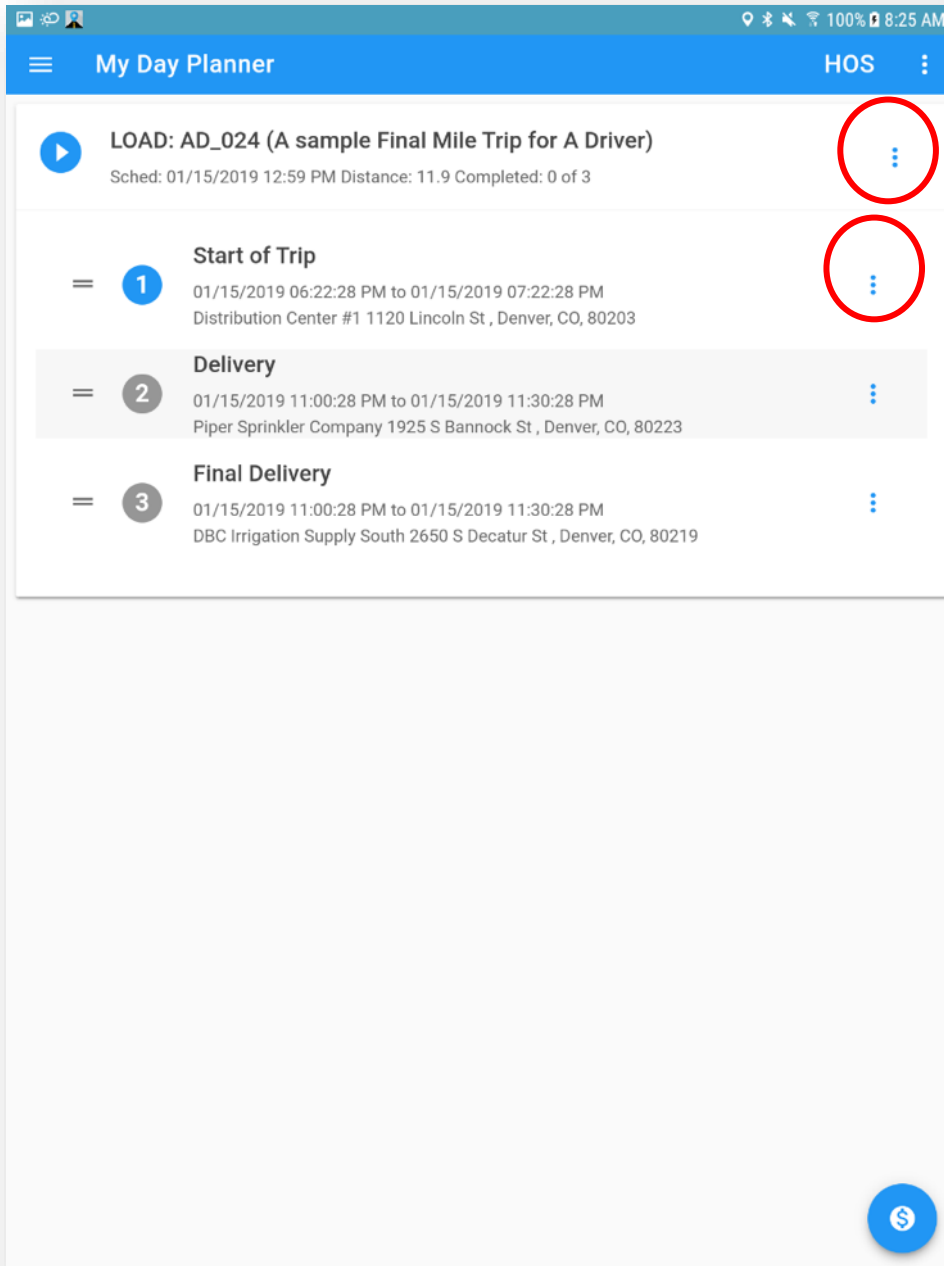 100% 8:25 AM
My Day Planner HOS
LOAD: AD_024 (A sample Final Mile Trip for A Driver)
Sched: 01/15/2019 12:59 PM Distance: 11.9 Completed: 0 of 3
Start of Trip
1
01/15/2019 06:22:28 PM to 01/15/2019 07:22:28 PM
Distribution Center #1 1120 Lincoln St , Denver, CO, 80203
Delivery
2
01/15/2019 11:00:28 PM to 01/15/2019 11:30:28 PM
Piper Sprinkler Company 1925 S Bannock St , Denver, CO, 80223
Final Delivery
3
01/15/2019 11:00:28 PM to 01/15/2019 11:30:28 PM
DBC Irrigation Supply South 2650 S Decatur St , Denver, CO, 80219
$